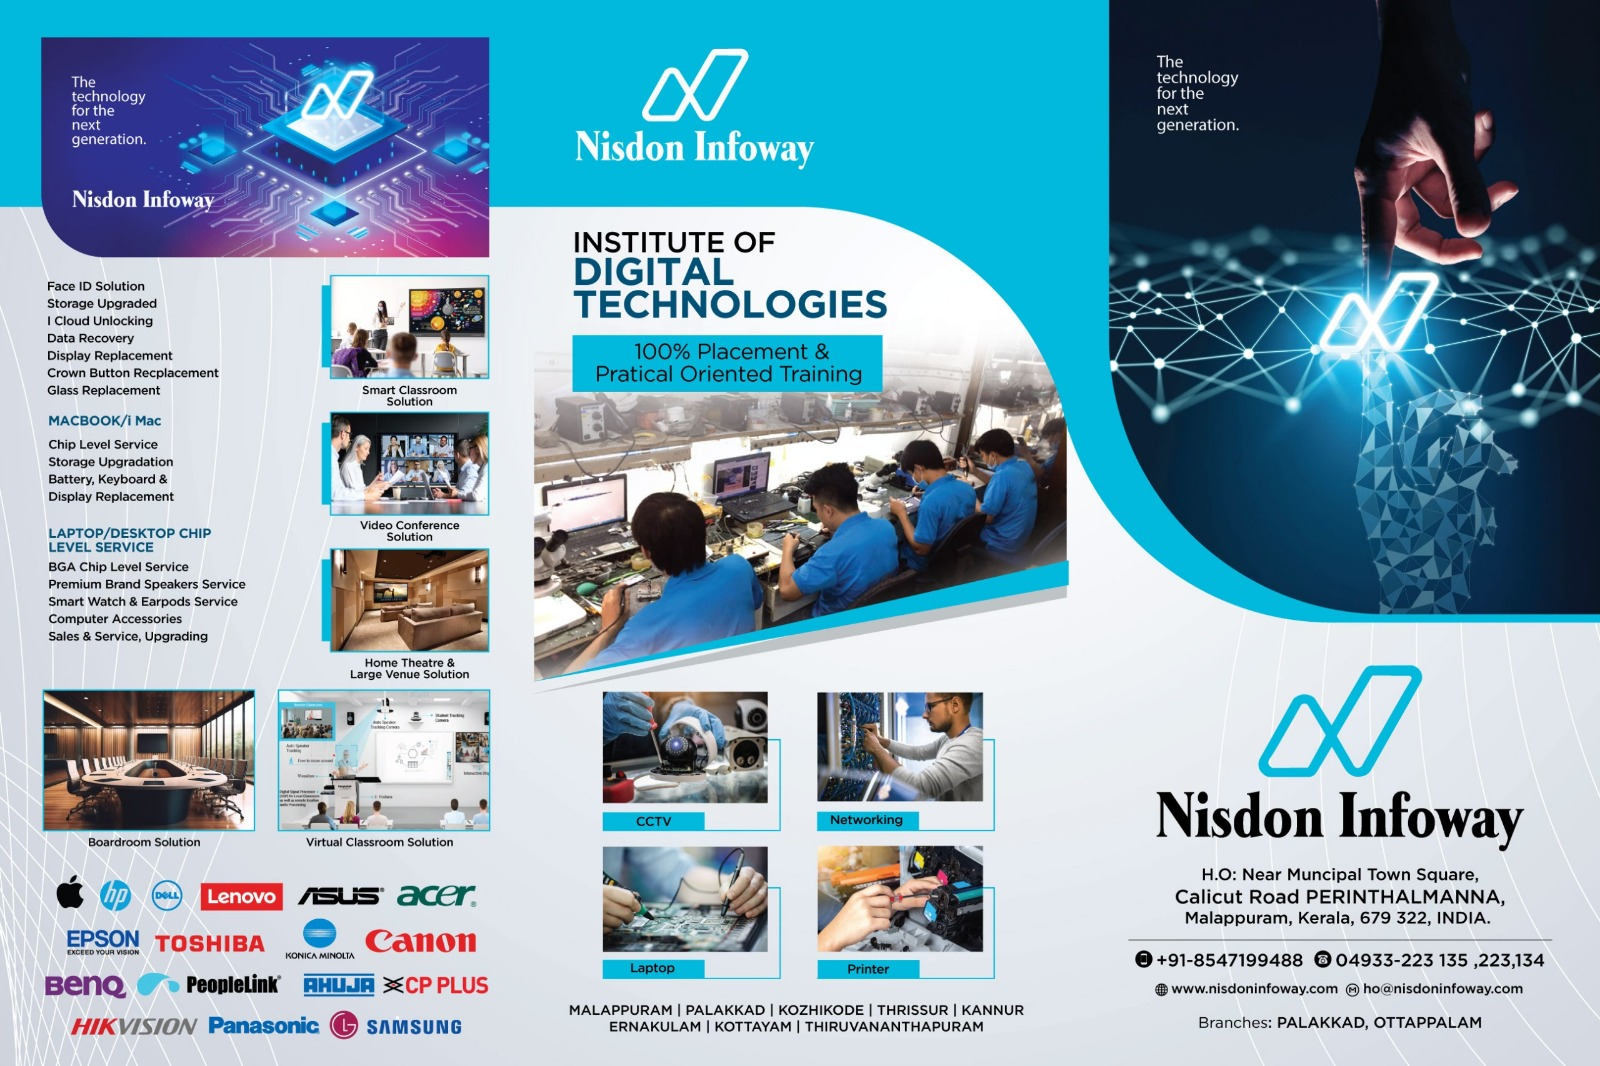 The
technology
for the
next
generation.
Nisdon Infoway
Face ID Solution
Storage Upgraded
I Cloud Unlocking
Data Recovery
Display Replacement
Crown Button Recplacement
Glass Replacement
MACBOOK/i Mac
Chip Level Service
Storage Upgradation
Battery, Keyboard &
Display Replacement
LAPTOP/DESKTOP CHIP
LEVEL SERVICE
BGA Chip Level Service
Premium Brand Speakers Service
Smart Watch & Earpods Service
Computer Accessories
Sales & Service, Upgrading
Smart Classroom
Solution
Video Conference
Solution
Home Theatre &
Large Venue Solution
Boardroom Solution
Auto Speaker
Tracking Camera
Student Tracking
Camera
Virtual Classroom Solution
hp
DELL
Lenovo
ASUS
acer
EPSON
EXCEED YOUR VISION
TOSHIBA
KONICA MINOLTA
Canon
BenQ
PeopleLink
AHUJA
CP PLUS
HIKVISION
Panasonic
LG
SAMSUNG
Nisdon Infoway
INSTITUTE OF
DIGITAL
TECHNOLOGIES
100% Placement &
Pratical Oriented Training
CCTV
Networking
Laptop
Printer
MALAPPURAM | PALAKKAD | KOZHIKODE | THRISSUR | KANNUR
ERNAKULAM | KOTTAYAM | THIRUVANANTHAPURAM
The
technology
for the
next
generation.
Nisdon Infoway
H.O: Near Muncipal Town Square,
Calicut Road PERINTHALMANNA,
Malappuram, Kerala, 679 322, INDIA.
+91-8547199488 04933-223 135 ,223,134
www.nisdoninfoway.com ho@nisdoninfoway.com
Branches: PALAKKAD, OTTAPPALAM